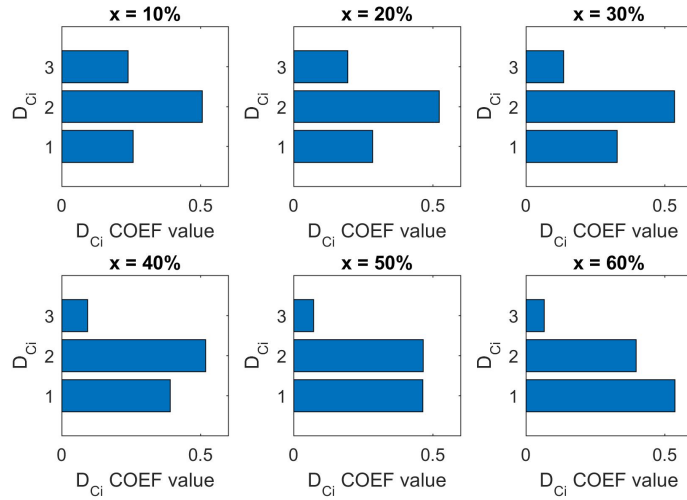 x = 10%
D_Ci
3
2
1
0
0.5
D_Ci COEF value
x = 20%
D_Ci
3
2
1
0
0.5
D_Ci COEF value
x = 30%
D_Ci
3
2
1
0
0.5
D_Ci COEF value
x = 40%
D_Ci
3
2
1
0
0.5
D_Ci COEF value
x = 50%
D_Ci
3
2
1
0
0.5
D_Ci COEF value
x = 60%
D_Ci
3
2
1
0
0.5
D_Ci COEF value